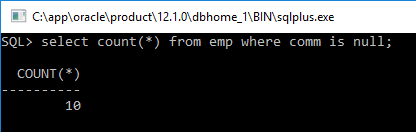 C:\app\oracle\product\12.1.0\dbhome_1\BIN\sqlplus.exe
SQL> select count(*) from emp where comm is null;
COUNT(*)
----------
10